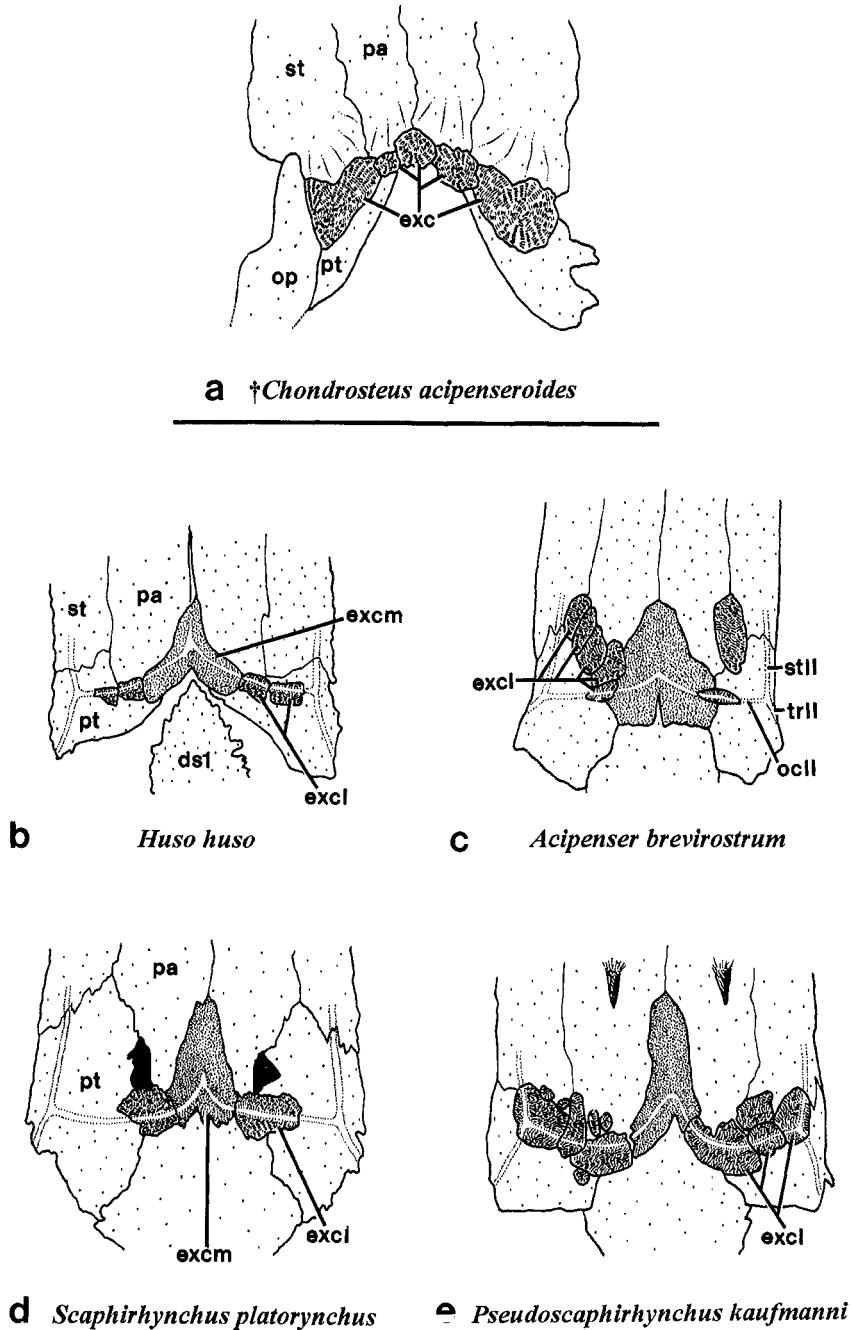 st pa
exc
op pt
a †Chondrosteus acipenseroides
st pa excm
pt
ds1 excl
b Huso huso
excl stll
trll
ocll
c Acipenser brevirostrum
pa
pt
excm excl
d Scaphirhynchus platorynchus
excl
e Pseudoscaphirhynchus kaufmanni